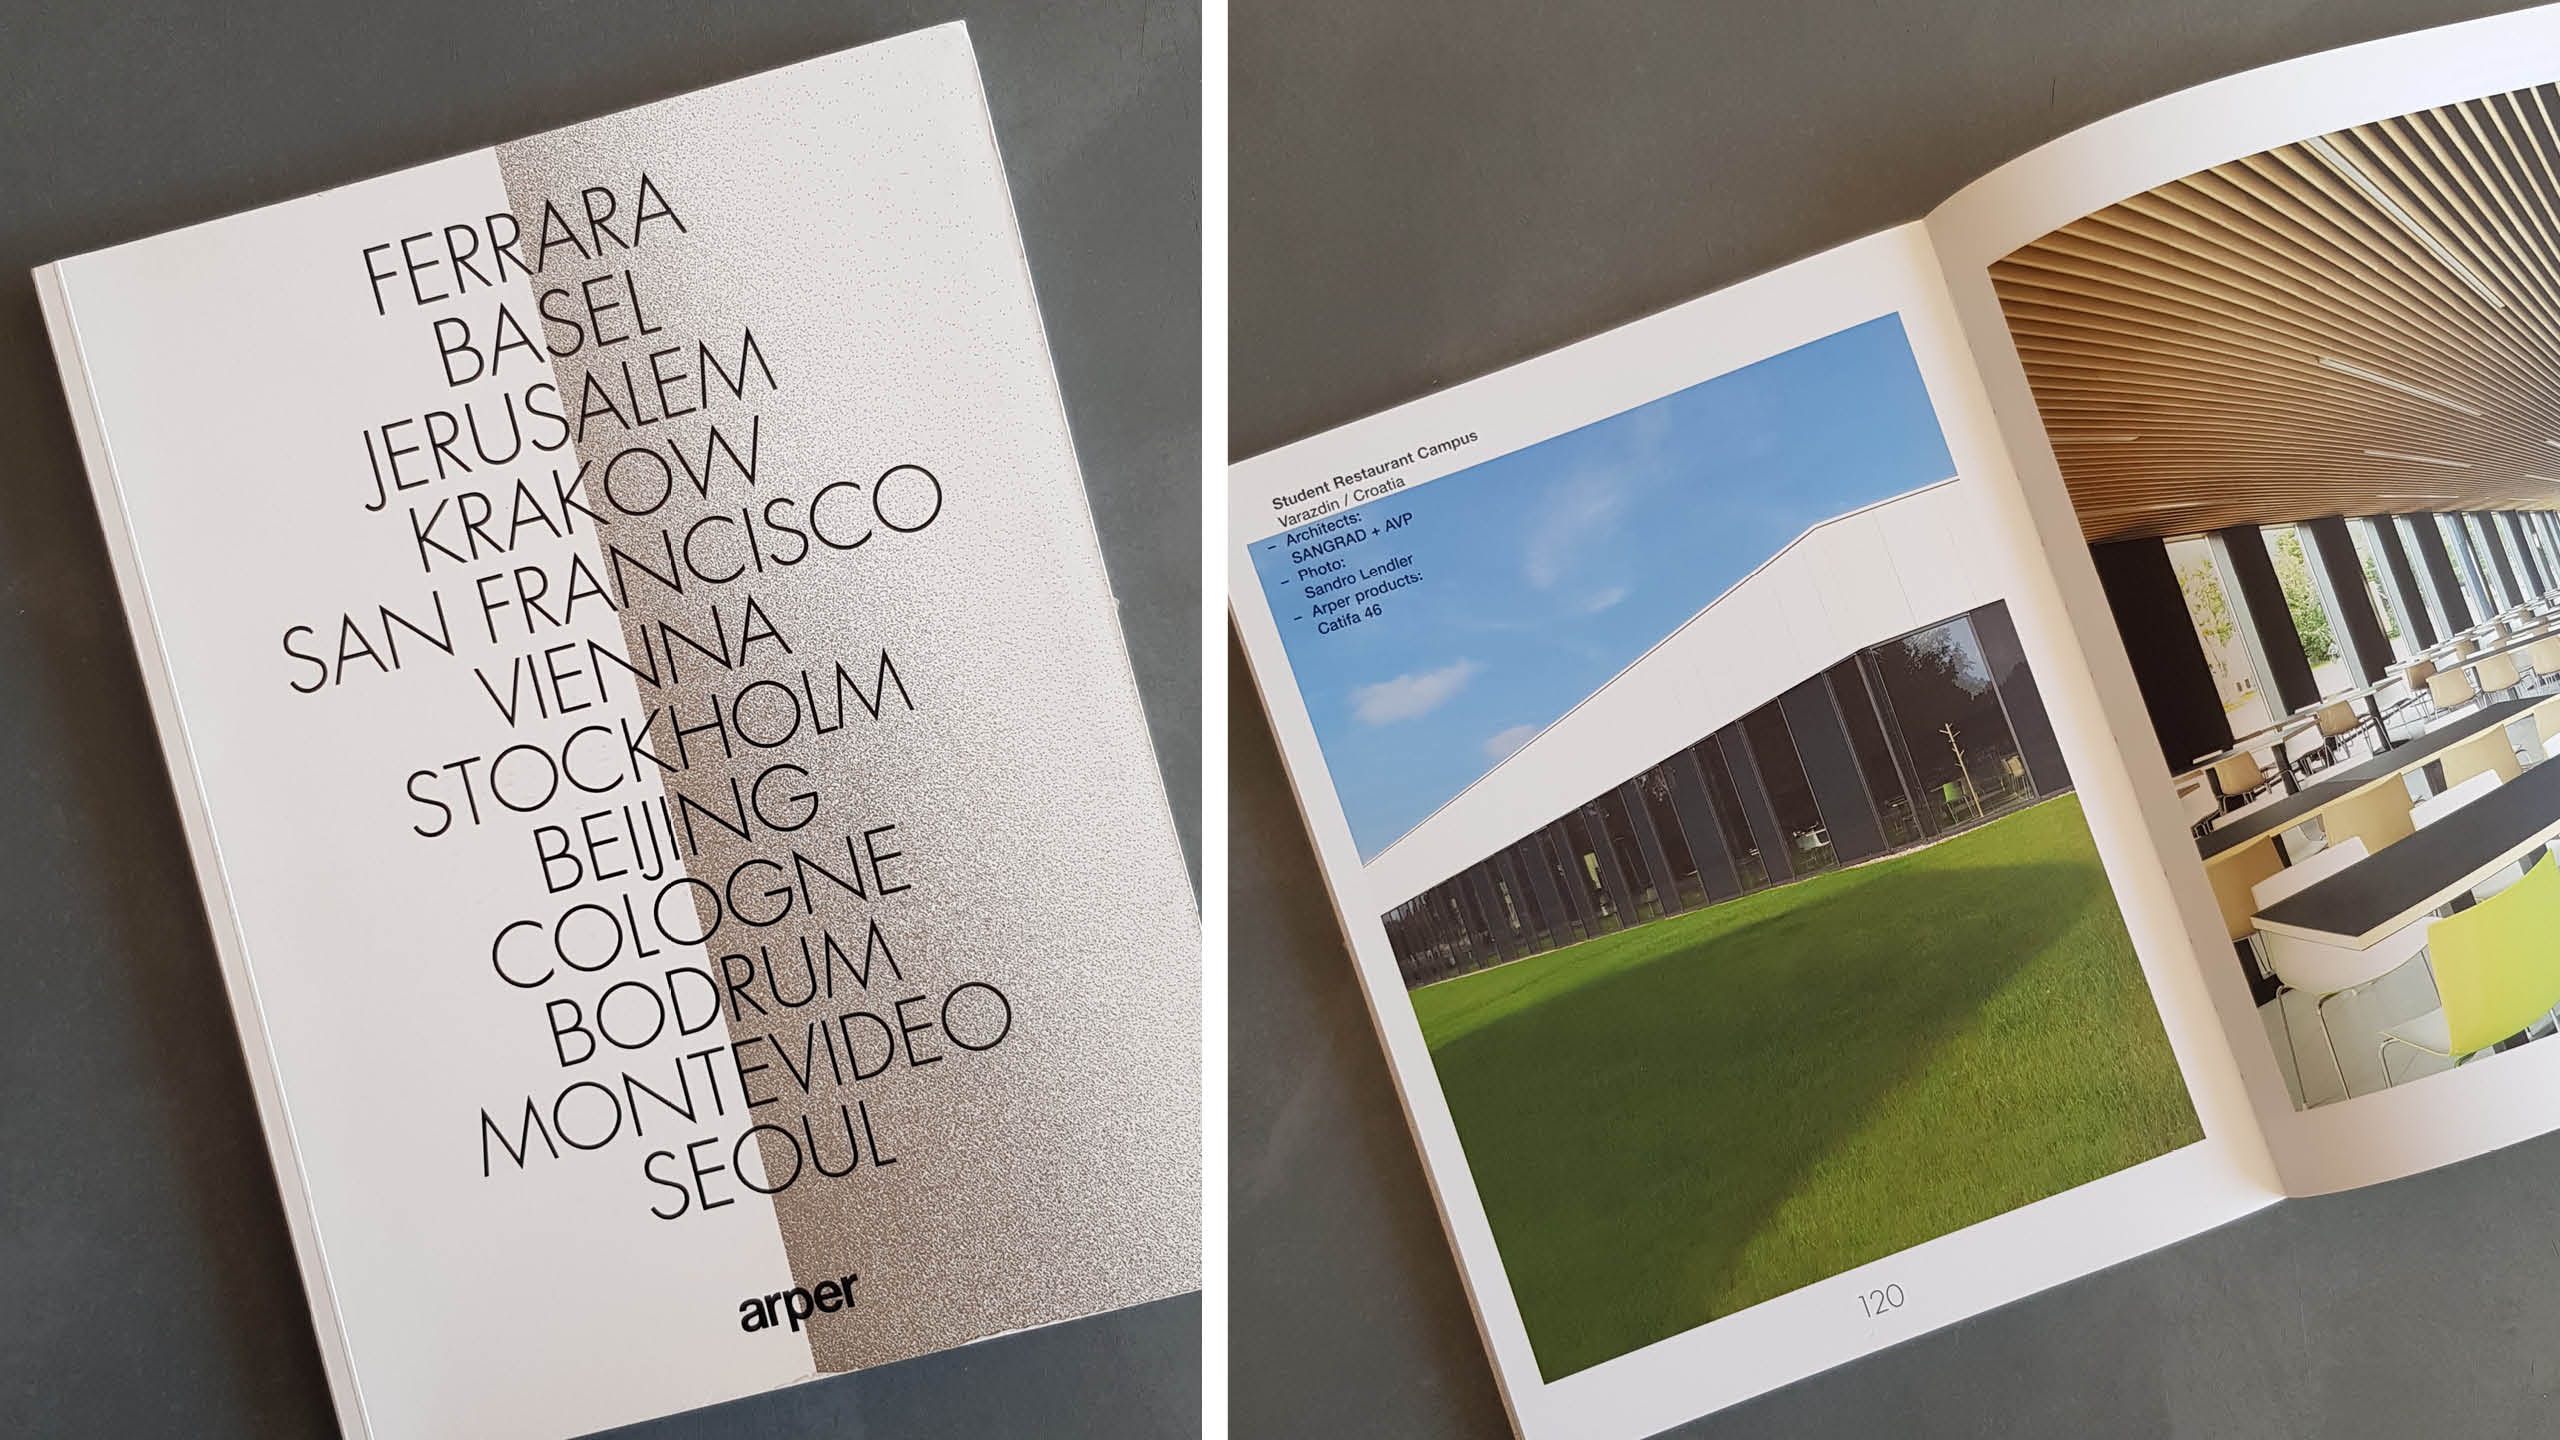 FERRARA
BASEL
JERUSALEM
KRAKOW
SAN FRANCISCO
VIENNA
STOCKHOLM
BEIJING
COLOGNE
BODRUM
MONTEVIDEO
SEOUL
arper
Student Restaurant Campus
Varazdin / Croatia
– Architects:
SANGRAD + AVP
– Photo:
Sandro Lendler
– Arper products:
Catifa 46
120